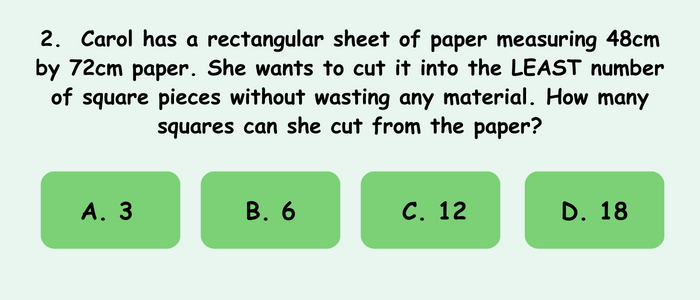 2. Carol has a rectangular sheet of paper measuring 48cm
by 72cm paper. She wants to cut it into the LEAST number
of square pieces without wasting any material. How many
squares can she cut from the paper?
A. 3
B. 6
C. 12
D. 18